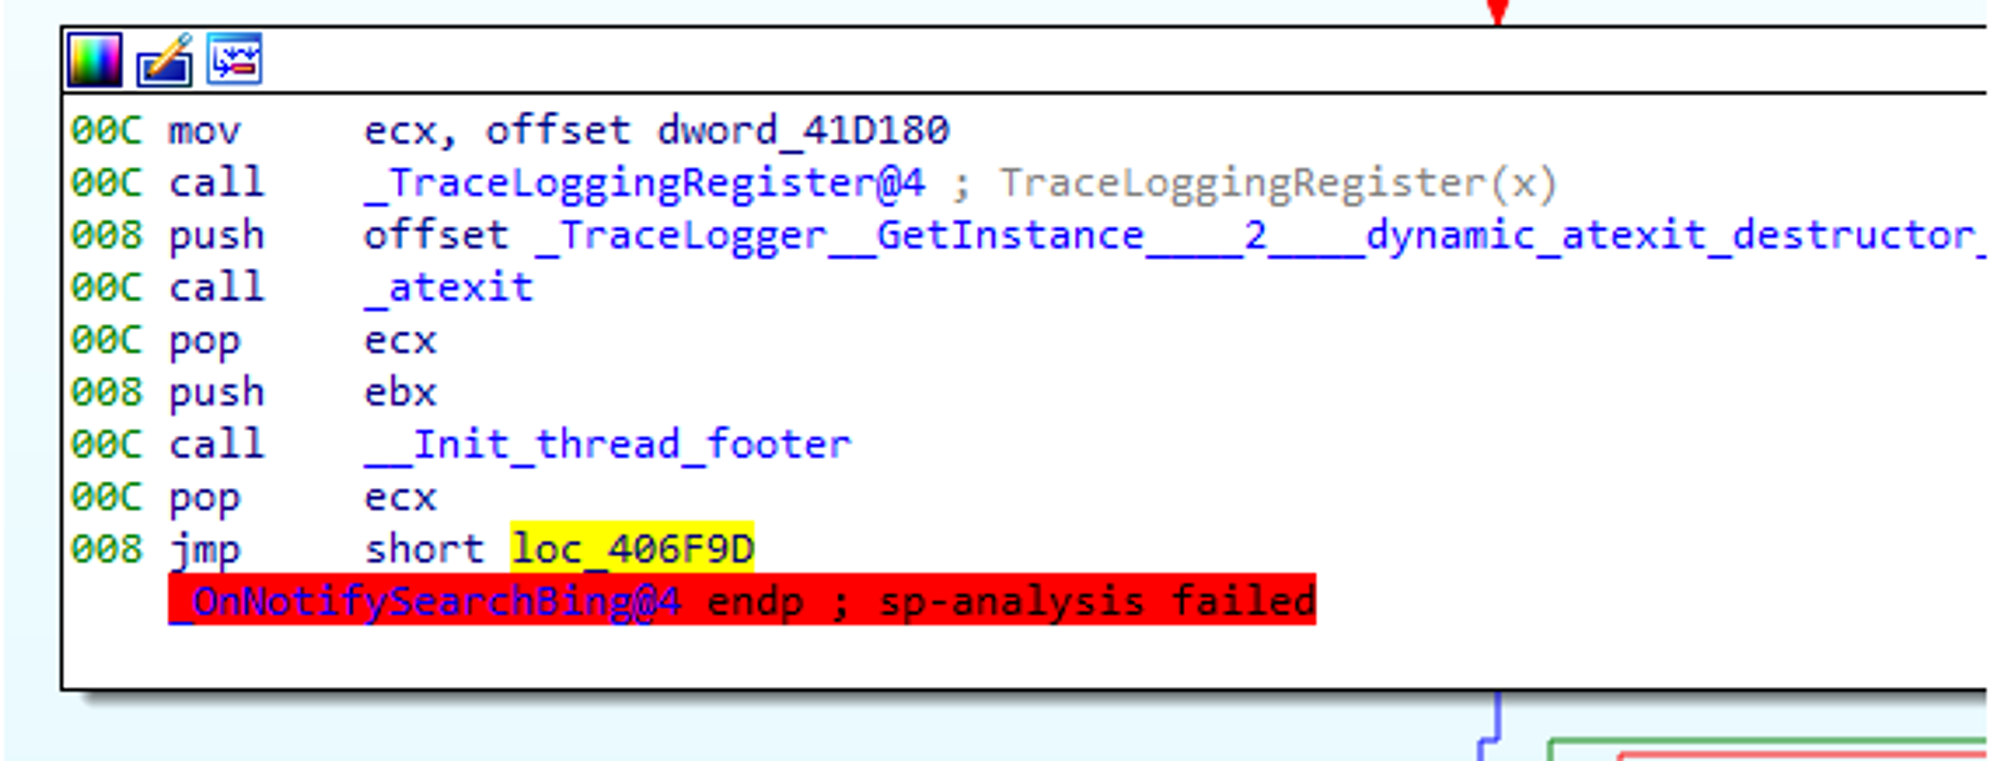 00C mov ecx, offset dword_41D180
00C call _TraceLoggingRegister@4 ; TraceLoggingRegister(x)
008 push offset _TraceLogger__GetInstance____2____dynamic_atexit_destructor_
00C call _atexit
00C pop ecx
008 push ebx
00C call __Init_thread_footer
00C pop ecx
008 jmp short loc_406F9D
_OnNotifySearchBing@4 endp ; sp-analysis failed